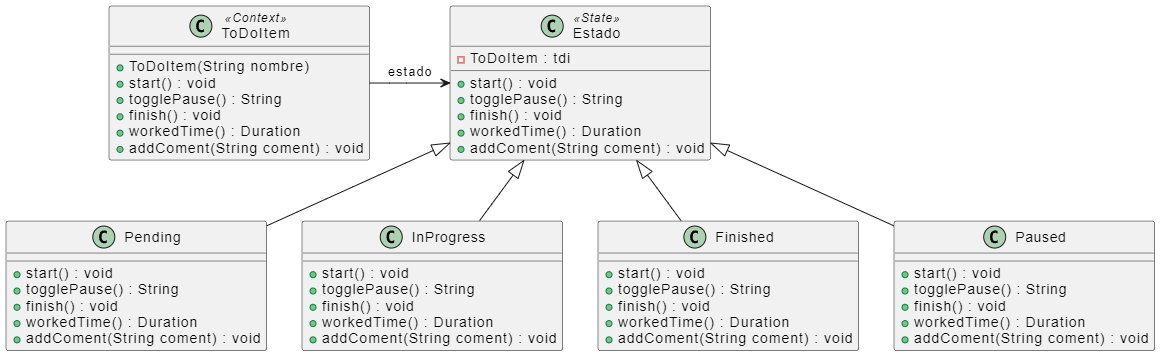 «Context»
ToDoItem
ToDoItem(String nombre)
start() : void
togglePause() : String
finish() : void
workedTime() : Duration
addComent(String coment) : void
estado
«State»
Estado
ToDoItem : tdi
start() : void
togglePause() : String
finish() : void
workedTime() : Duration
addComent(String coment) : void
Pending
start() : void
togglePause() : String
finish() : void
workedTime() : Duration
addComent(String coment) : void
InProgress
start() : void
togglePause() : String
finish() : void
workedTime() : Duration
addComent(String coment) : void
Finished
start() : void
togglePause() : String
finish() : void
workedTime() : Duration
addComent(String coment) : void
Paused
start() : void
togglePause() : String
finish() : void
workedTime() : Duration
addComent(String coment) : void